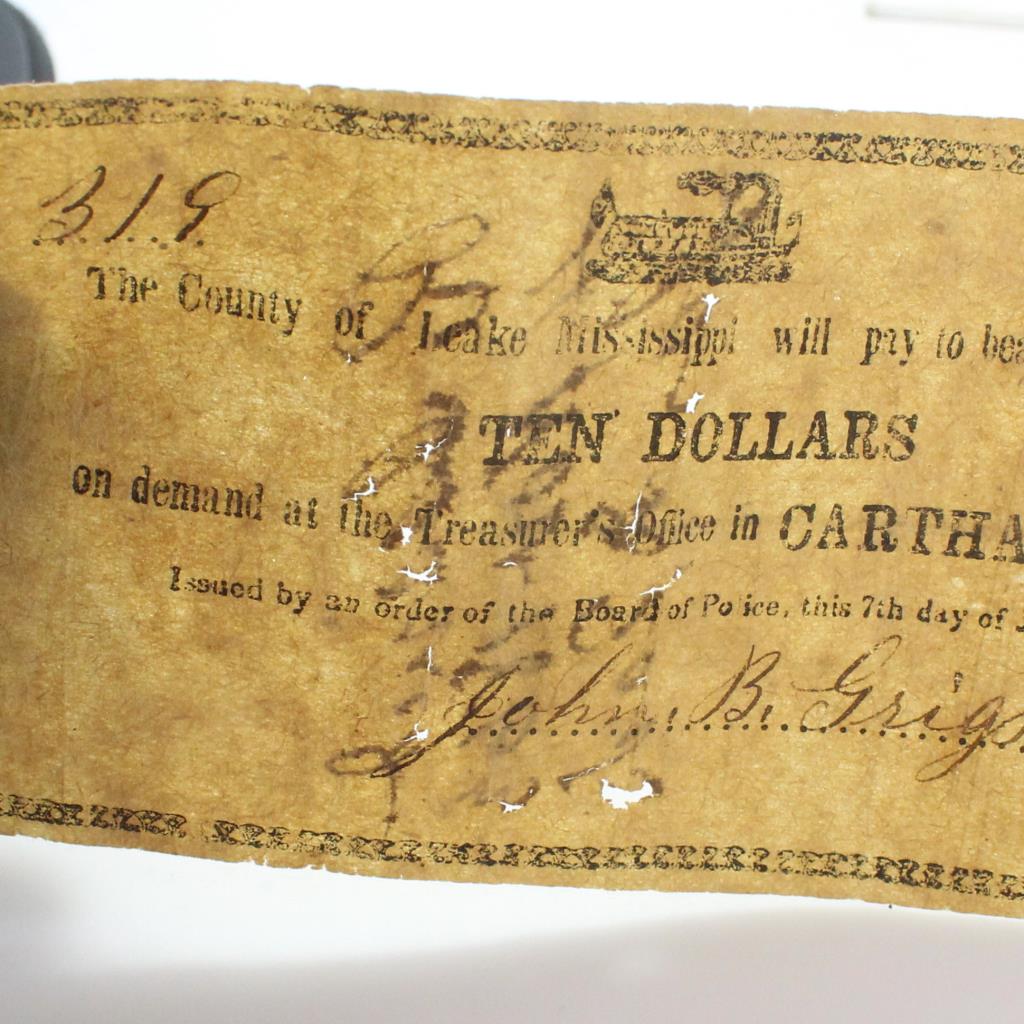 319
The County of Leake Mississippi will pay to bea
TEN DOLLARS
on demand at the Treasurer's Office in CARTHA
Issued by an order of the Board of Police, this 7th day of
John B. Grigs